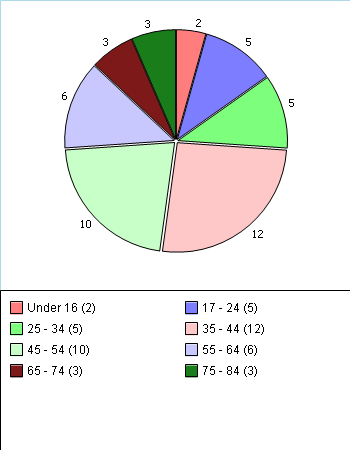 2
3
5
3
6
5
10
12
Under 16 (2)
17 - 24 (5)
25 - 34 (5)
35 - 44 (12)
45 - 54 (10)
55 - 64 (6)
65 - 74 (3)
75 - 84 (3)